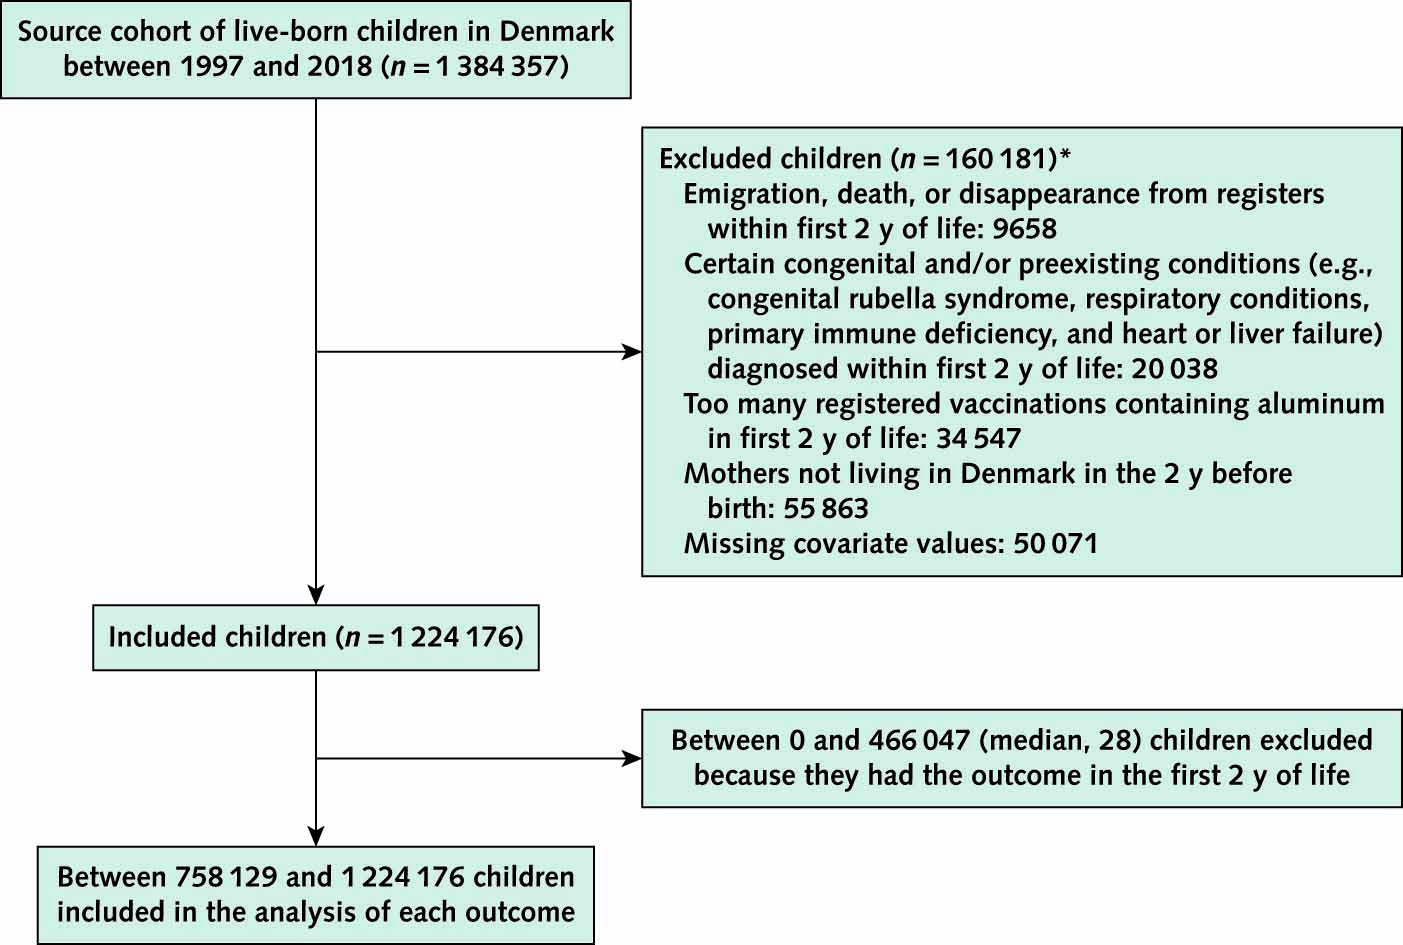 Source cohort of live-born children in Denmark
between 1997 and 2018 (n = 1 384 357)
Excluded children (n = 160 181)*
Emigration, death, or disappearance from registers
within first 2 y of life: 9658
Certain congenital and/or preexisting conditions (e.g.,
congenital rubella syndrome, respiratory conditions,
primary immune deficiency, and heart or liver failure)
diagnosed within first 2 y of life: 20 038
Too many registered vaccinations containing aluminum
in first 2 y of life: 34 547
Mothers not living in Denmark in the 2 y before
birth: 55 863
Missing covariate values: 50 071
Included children (n = 1 224 176)
Between 0 and 466 047 (median, 28) children excluded
because they had the outcome in the first 2 y of life
Between 758 129 and 1 224 176 children
included in the analysis of each outcome